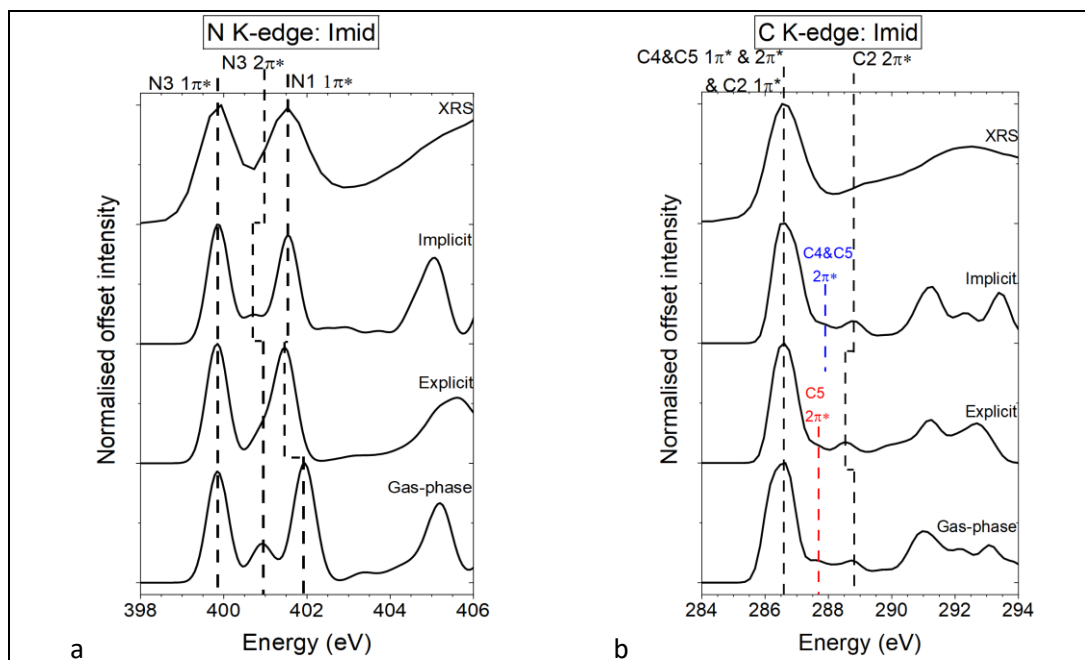 N K-edge: Imid
N3 2π*
N3 1π*
N1 1π*
XRS
Implicit
Explicit
Gas-phase
Normalised offset intensity
398 400 402 404 406
Energy (eV)
a
C K-edge: Imid
C4&C5 1π* & 2π*
& C2 1π*
C2 2π*
XRS
C4&C5
2π*
Implicit
C5
2π*
Explicit
Gas-phase
Normalised offset intensity
284 286 288 290 292 294
Energy (eV)
b